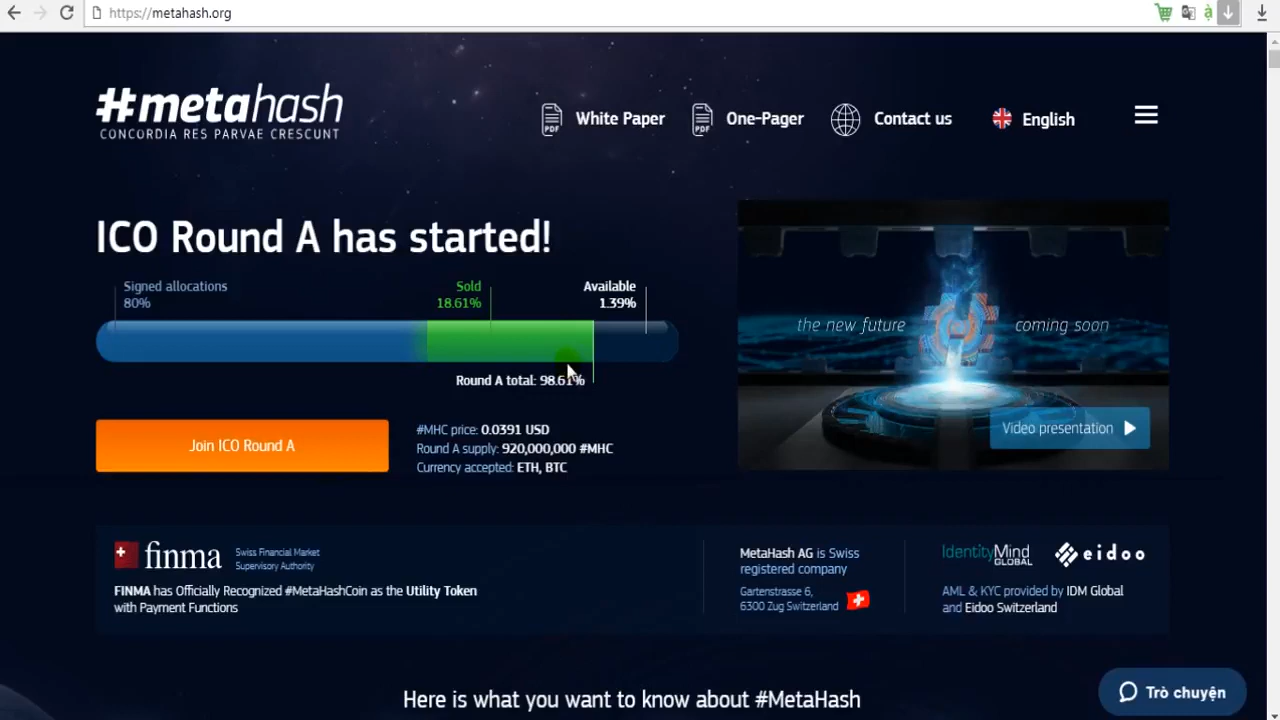 https://metahash.org
#metahash
CONCORDIA RES PARVAE CRESCUNT
PDF
White Paper
PDF
One-Pager
Contact us
English
ICO Round A has started!
Signed allocations
80%
Sold
18.61%
Available
1.39%
Round A total: 98.61%
Join ICO Round A
#MHC price: 0.0391 USD
Round A supply: 920,000,000 #MHC
Currency accepted: ETH, BTC
the new future
coming soon
Video presentation
finma
Swiss Financial Market
Supervisory Authority
FINMA has Officially Recognized #MetaHashCoin as the Utility Token
with Payment Functions
MetaHash AG is Swiss
registered company
Gartenstrasse 6,
6300 Zug Switzerland
IdentityMind
GLOBAL
eidoo
AML & KYC provided by IDM Global
and Eidoo Switzerland
Here is what you want to know about #MetaHash
Trò chuyện